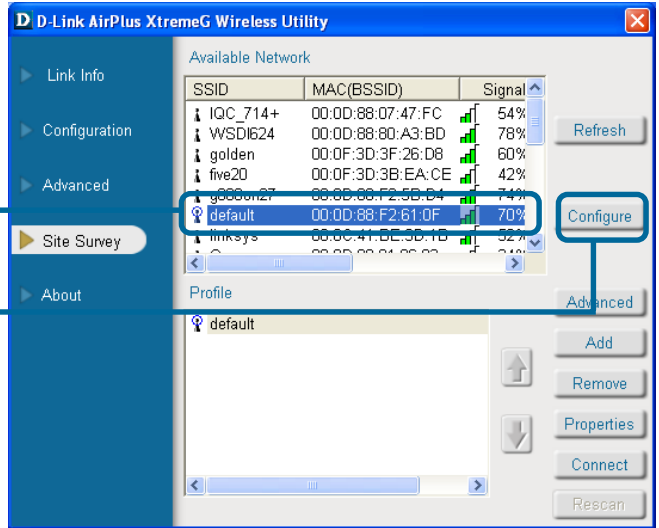 D-Link AirPlus XtremeG Wireless Utility
Link Info
Configuration
Advanced
Site Survey
About
Available Network
SSID MAC(BSSID) Signal
IQC_714+ 00:0D:88:07:47:FC 54%
WSDI624 00:0D:88:80:A3:BD 78%
golden 00:0F:3D:3F:26:D8 60%
five20 00:0F:3D:3B:EA:CE 42%
default 00:0D:88:F2:61:0F 70%
linksys
Profile
default
Refresh
Configure
Advanced
Add
Remove
Properties
Connect
Rescan